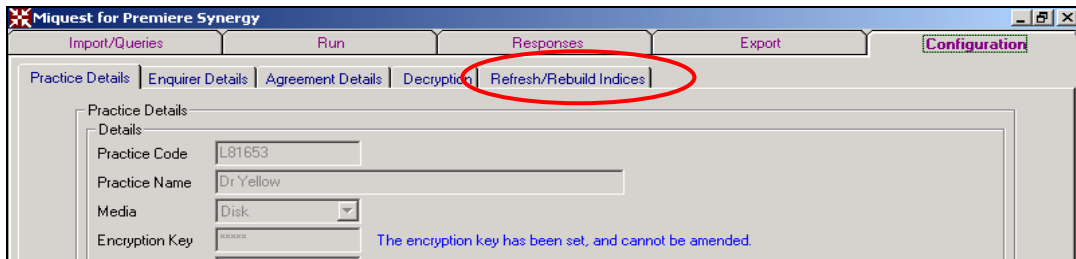 Miquest for Premiere Synergy
Import/Queries Run Responses Export Configuration
Practice Details Enquirer Details Agreement Details Decryption Refresh/Rebuild Indices
Practice Details
Details
Practice Code L81653
Practice Name Dr Yellow
Media Disk
Encryption Key xxxxx The encryption key has been set, and cannot be amended.